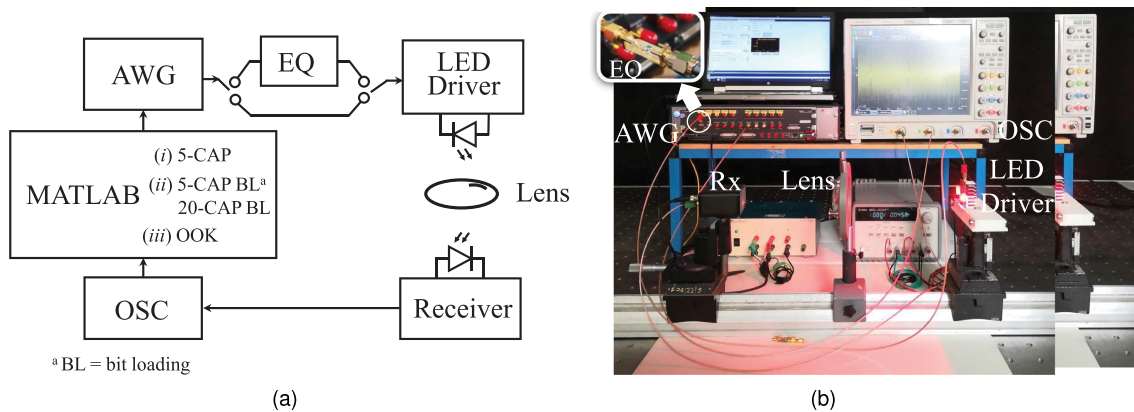 AWG
EQ
LED
Driver
MATLAB
(i) 5-CAP
(ii) 5-CAP BLᵃ
20-CAP BL
(iii) OOK
Lens
OSC
Receiver
ᵃ BL = bit loading
(a)
EQ
AWG
OSC
Rx
Lens
LED
Driver
(b)